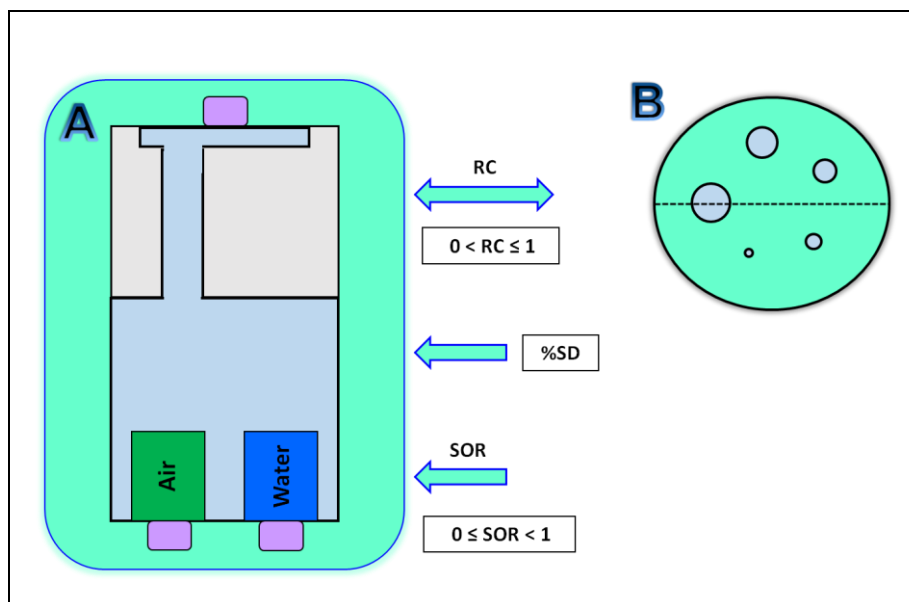 A
B
RC
0 < RC ≤ 1
%SD
SOR
0 ≤ SOR < 1
Air
Water